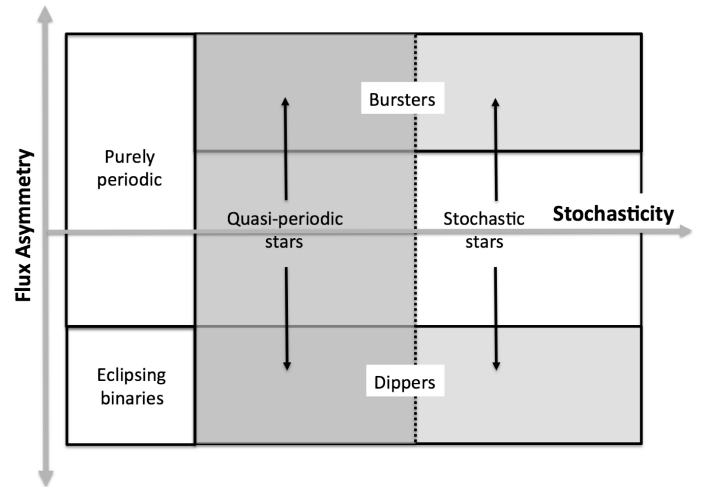 Bursters
Purely
periodic
Flux Asymmetry
Quasi-periodic
stars
Stochastic
stars
Stochasticity
Eclipsing
binaries
Dippers